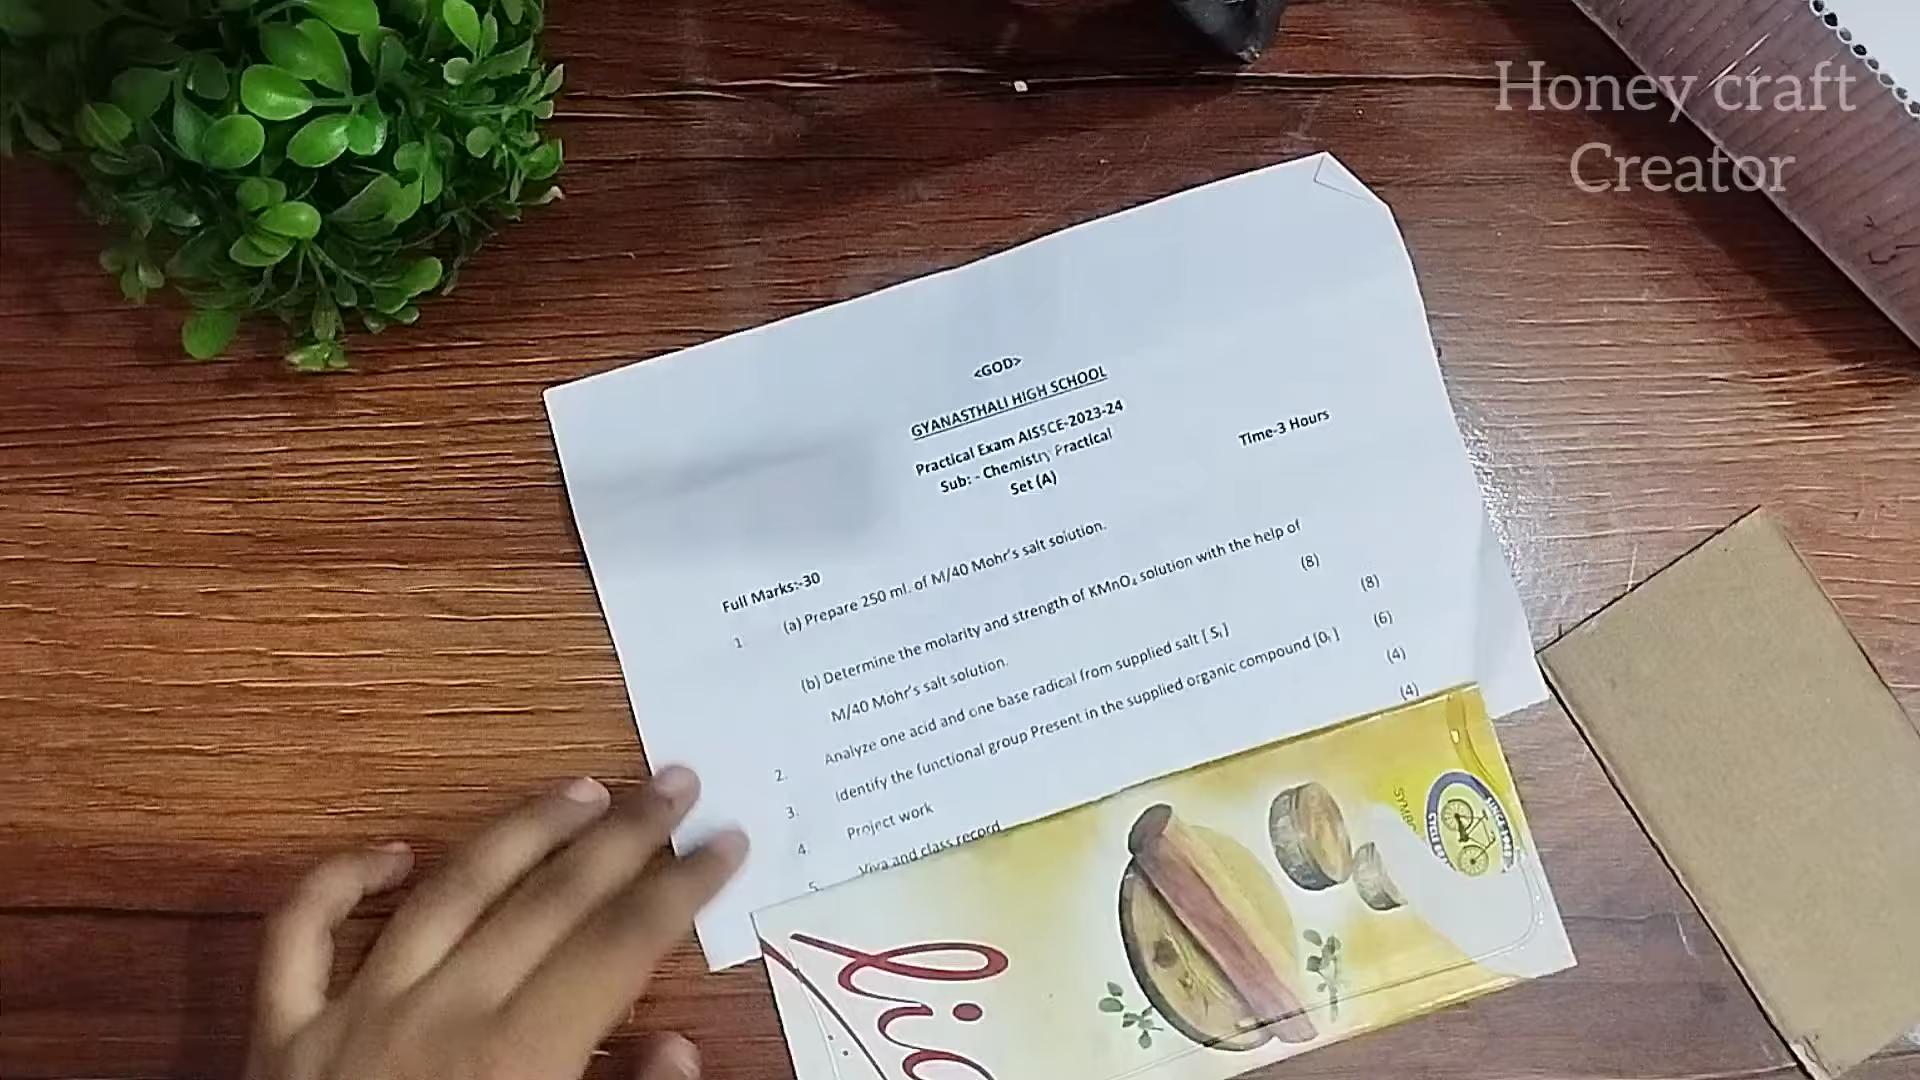 Honey craft
Creator
<GOD>
GYANASTHALI HIGH SCHOOL
Practical Exam AISSCE-2023-24
Sub: - Chemistry Practical
Set (A)
Time-3 Hours
Full Marks:-30
1. (a) Prepare 250 ml. of M/40 Mohr's salt solution.
(b) Determine the molarity and strength of KMnO₄ solution with the help of
M/40 Mohr's salt solution. (8)
2. Analyze one acid and one base radical from supplied salt [ S₁] (8)
3. Identify the functional group Present in the supplied organic compound [0₁ ] (6)
4. Project work (4)
5. Viva and class record (4)